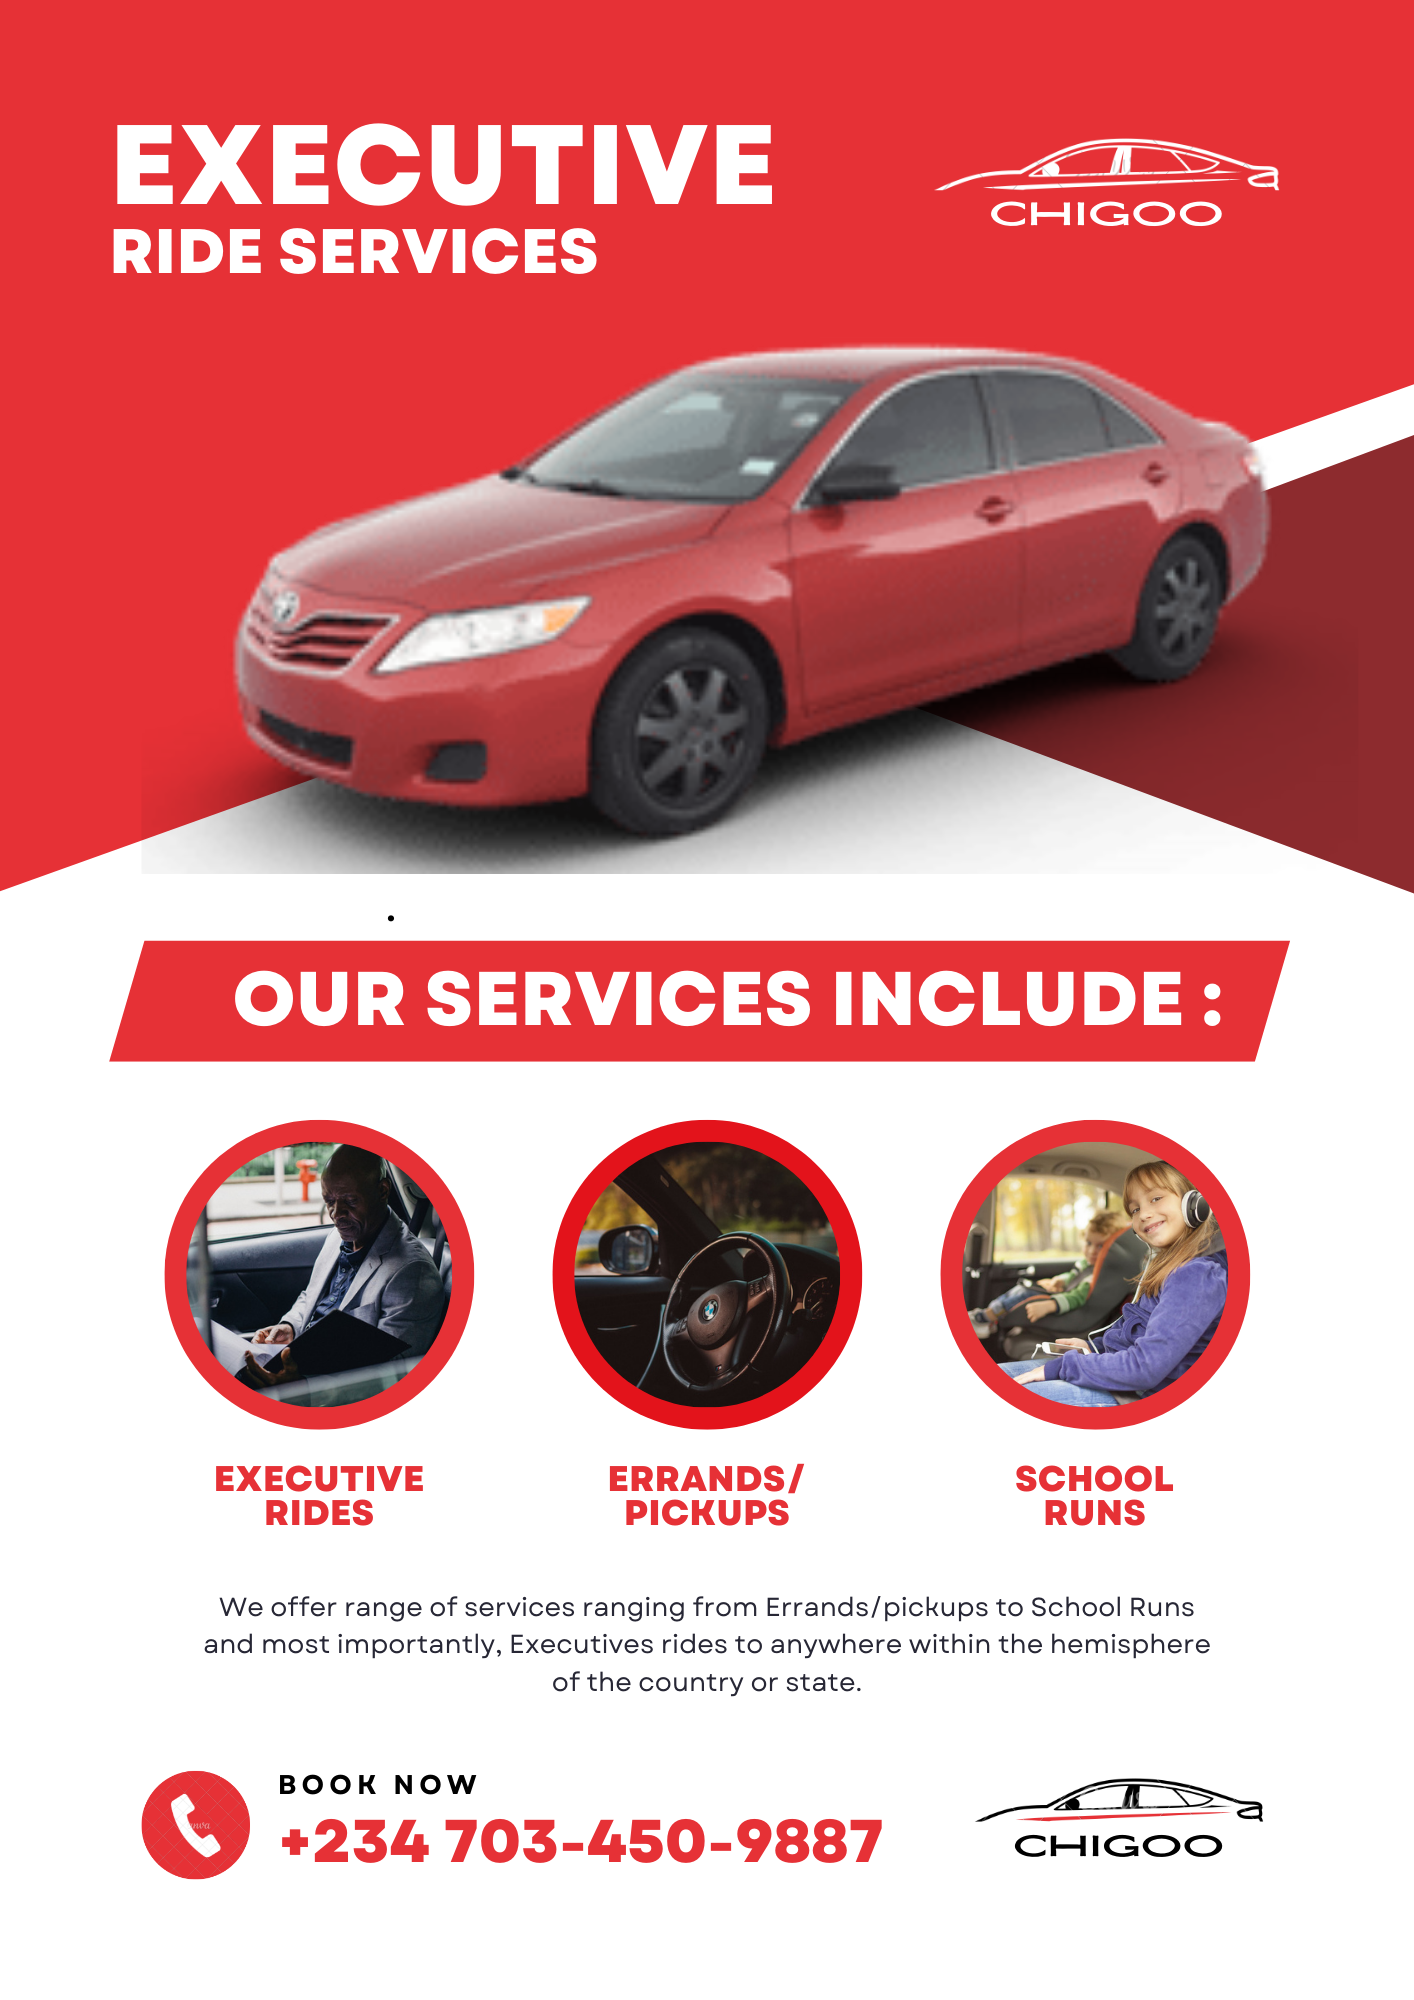 EXECUTIVE
RIDE SERVICES
CHIGOO
OUR SERVICES INCLUDE :
EXECUTIVE
RIDES
ERRANDS/
PICKUPS
SCHOOL
RUNS
We offer range of services ranging from Errands/pickups to School Runs
and most importantly, Executives rides to anywhere within the hemisphere
of the country or state.
BOOK NOW
+234 703-450-9887
CHIGOO